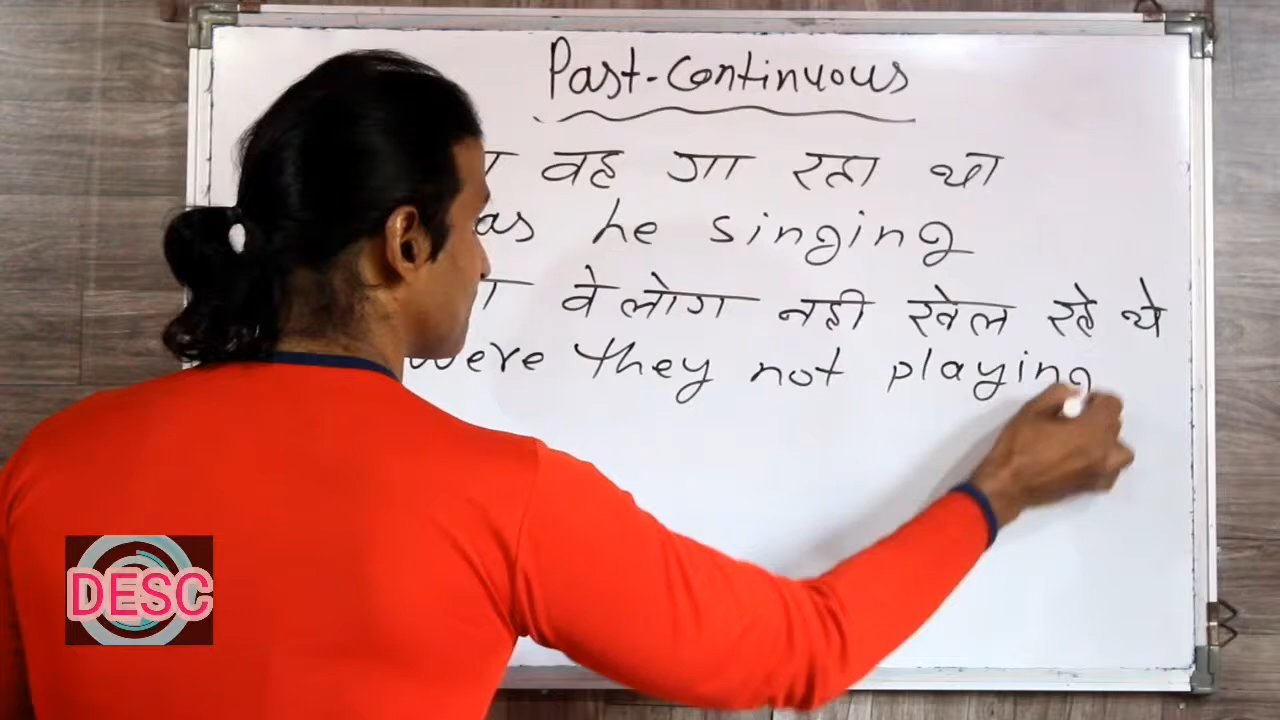 Past-Continuous
वह गा रहा था
as he singing
वे लोग नही खेल रहे थे
were they not playing
DESC